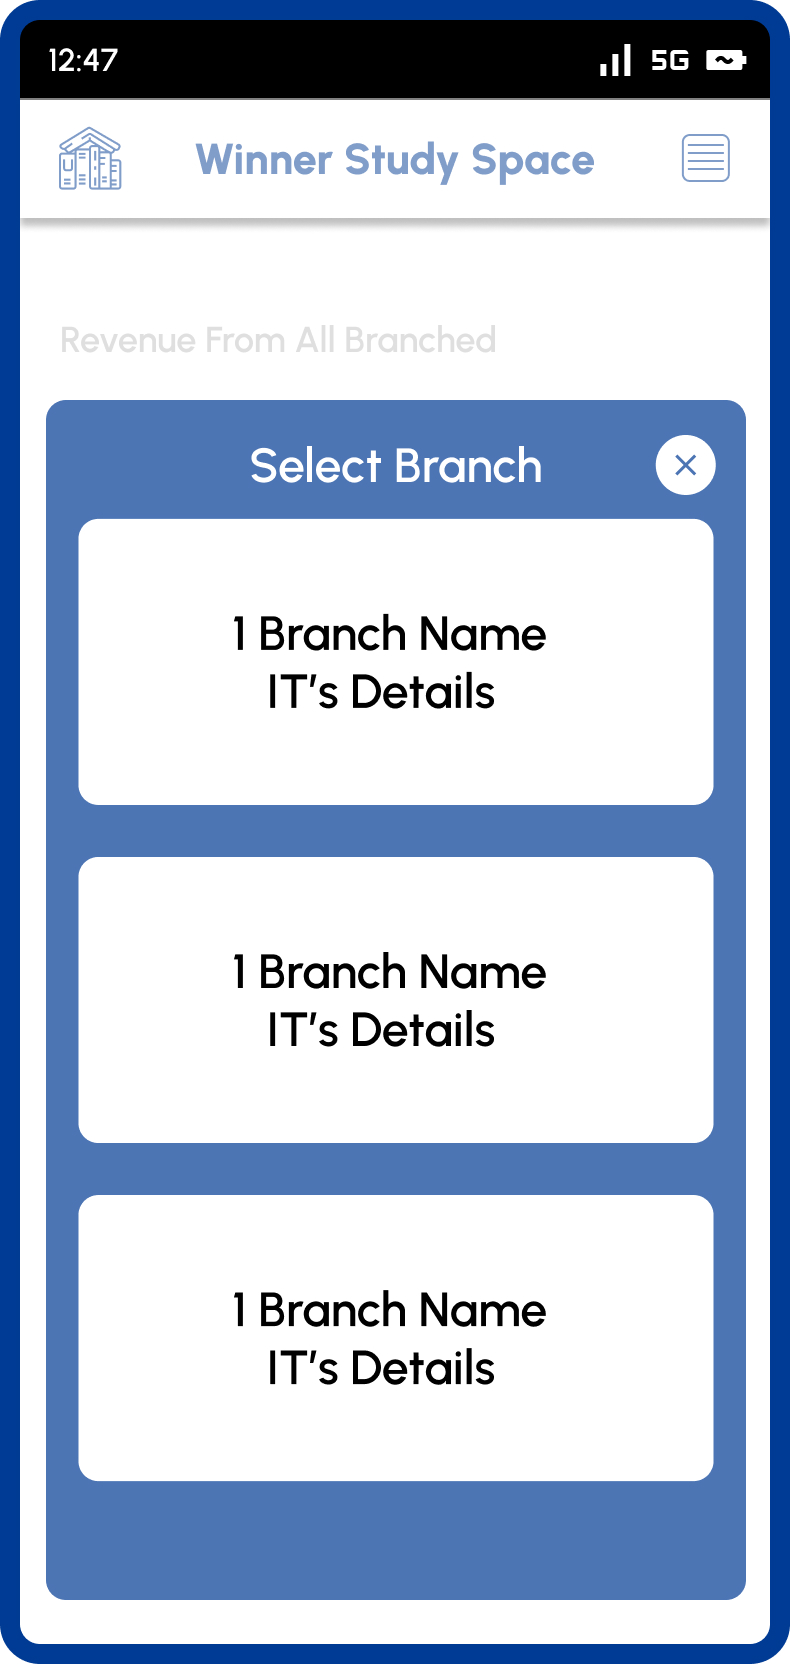 12:47
5G
Winner Study Space
Revenue From All Branched
Select Branch
1 Branch Name
IT's Details
1 Branch Name
IT's Details
1 Branch Name
IT's Details